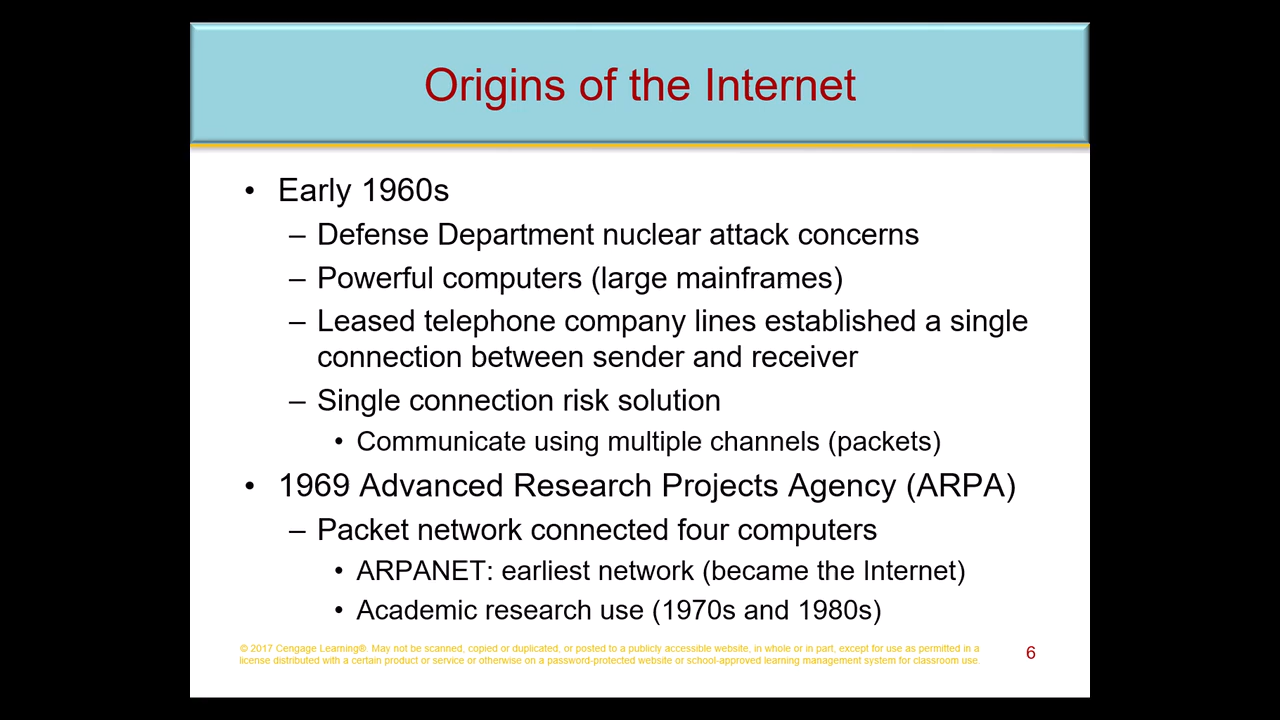 Origins of the Internet
• Early 1960s
– Defense Department nuclear attack concerns
– Powerful computers (large mainframes)
– Leased telephone company lines established a single
connection between sender and receiver
– Single connection risk solution
• Communicate using multiple channels (packets)
• 1969 Advanced Research Projects Agency (ARPA)
– Packet network connected four computers
• ARPANET: earliest network (became the Internet)
• Academic research use (1970s and 1980s)
© 2017 Cengage Learning®. May not be scanned, copied or duplicated, or posted to a publicly accessible website, in whole or in part, except for use as permitted in a
license distributed with a certain product or service or otherwise on a password-protected website or school-approved learning management system for classroom use.
6